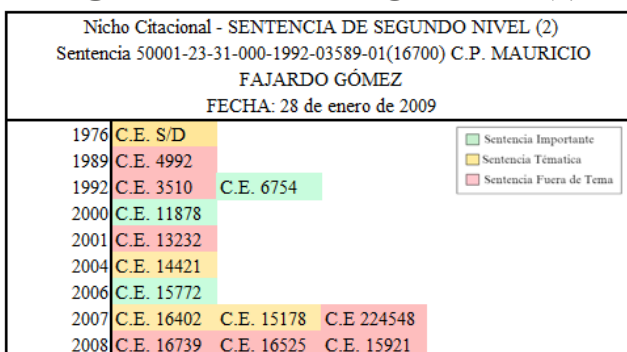 Nicho Citacional - SENTENCIA DE SEGUNDO NIVEL (2)
Sentencia 50001-23-31-000-1992-03589-01(16700) C.P. MAURICIO
FAJARDO GÓMEZ
FECHA: 28 de enero de 2009
1976 C.E. S/D
1989 C.E. 4992
1992 C.E. 3510 C.E. 6754
2000 C.E. 11878
2001 C.E. 13232
2004 C.E. 14421
2006 C.E. 15772
2007 C.E. 16402 C.E. 15178 C.E 224548
2008 C.E. 16739 C.E. 16525 C.E. 15921
Sentencia Importante
Sentencia Témática
Sentencia Fuera de Tema